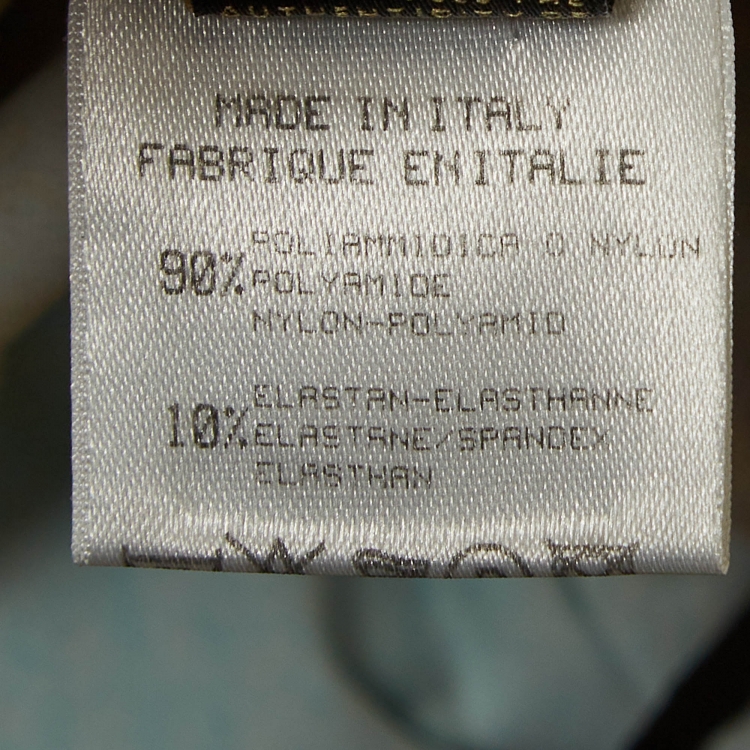 MADE IN ITALY
FABRIQUE EN ITALIE
90% POLIAMMIDICA O NYLON
POLYAMIDE
NYLON-POLYAMID
10% ELASTAN-ELASTHANNE
ELASTANE/SPANDEX
ELASTHAN